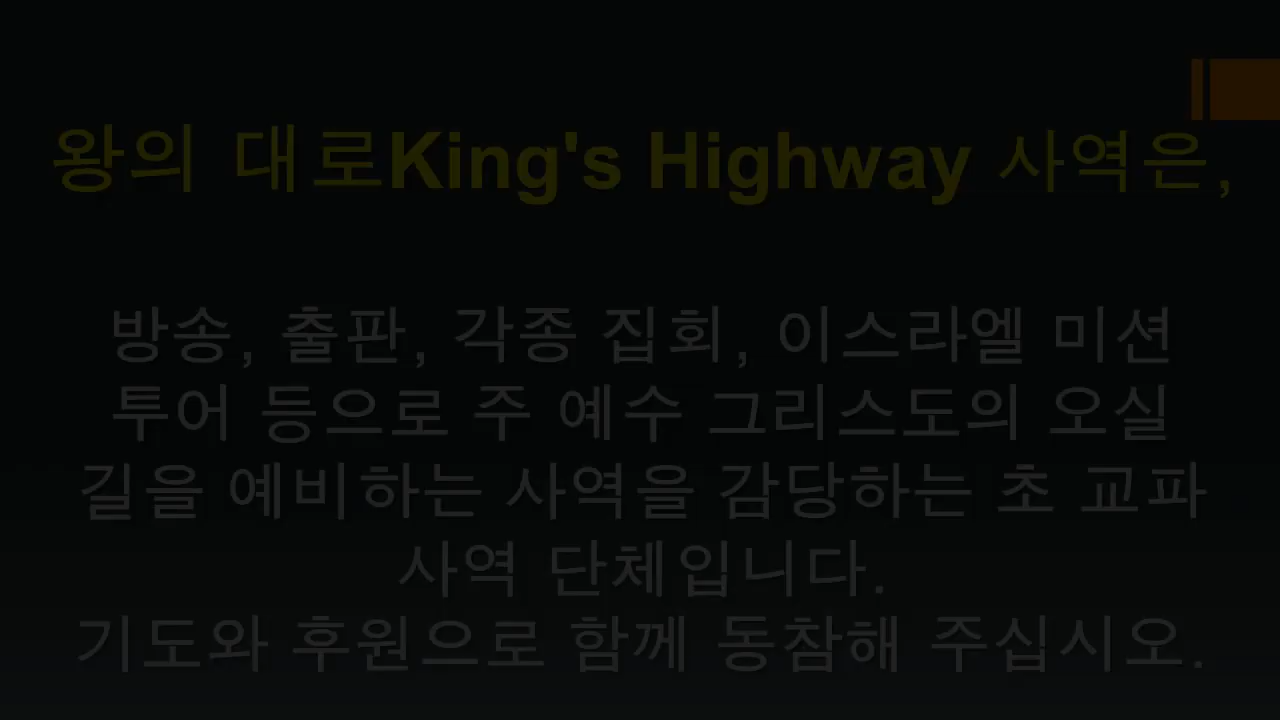 왕의 대로King's Highway 사역은,
방송, 출판, 각종 집회, 이스라엘 미션
투어 등으로 주 예수 그리스도의 오실
길을 예비하는 사역을 감당하는 초 교파
사역 단체입니다.
기도와 후원으로 함께 동참해 주십시오.